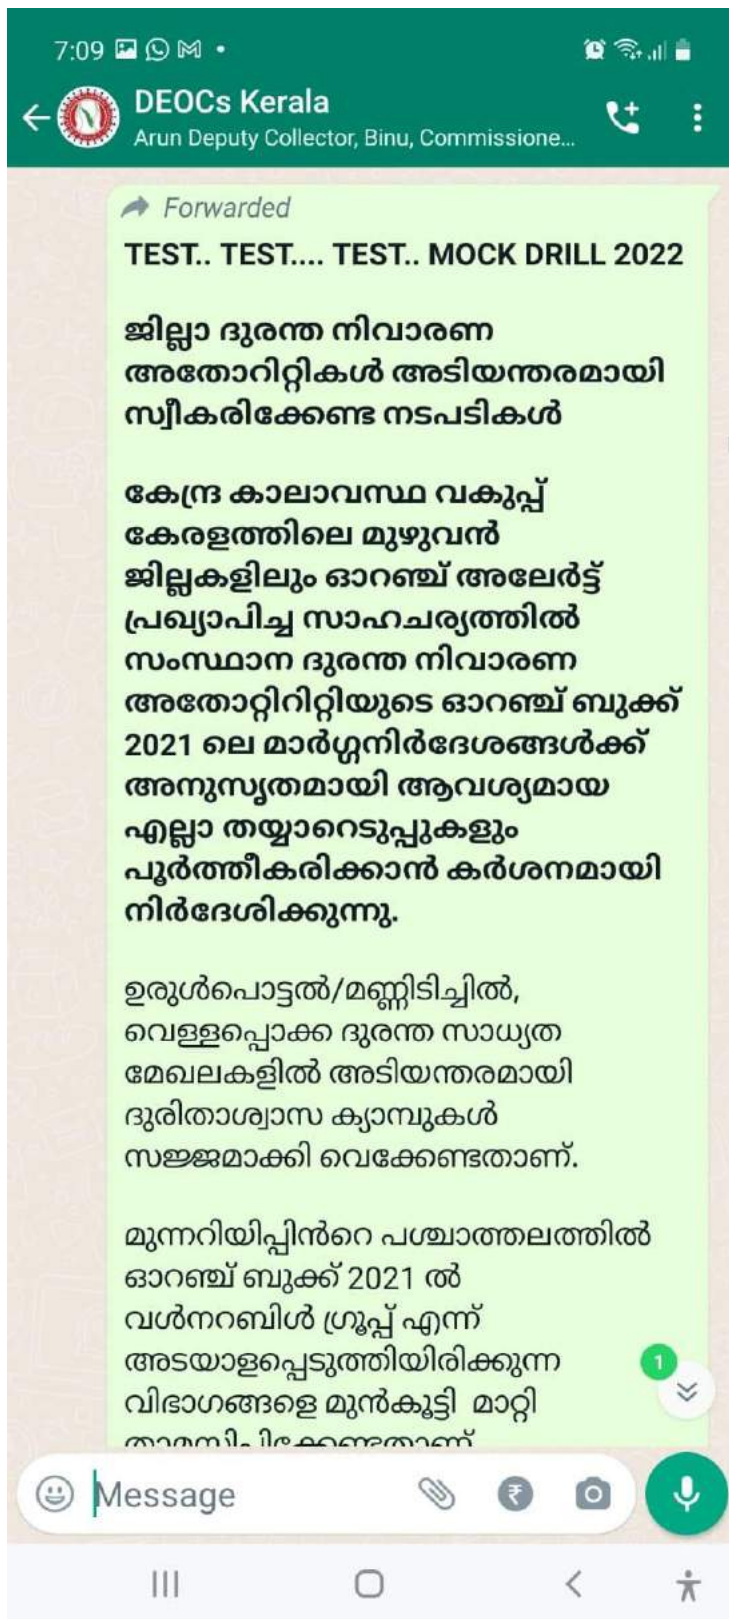 7:09
DEOCs Kerala
Arun Deputy Collector, Binu, Commissione...
Forwarded
TEST.. TEST.... TEST.. MOCK DRILL 2022
ജില്ലാ ദുരന്ത നിവാരണ
അതോറിറ്റികൾ അടിയന്തരമായി
സ്വീകരിക്കേണ്ട നടപടികൾ
കേന്ദ്ര കാലാവസ്ഥ വകുപ്പ്
കേരളത്തിലെ മുഴുവൻ
ജില്ലകളിലും ഓറഞ്ച് അലേർട്ട്
പ്രഖ്യാപിച്ച സാഹചര്യത്തിൽ
സംസ്ഥാന ദുരന്ത നിവാരണ
അതോറ്റിറിറ്റിയുടെ ഓറഞ്ച് ബുക്ക്
2021 ലെ മാർഗ്ഗനിർദേശങ്ങൾക്ക്
അനുസൃതമായി ആവശ്യമായ
എല്ലാ തയ്യാറെടുപ്പുകളും
പൂർത്തീകരിക്കാൻ കർശനമായി
നിർദേശിക്കുന്നു.
ഉരുൾപൊട്ടൽ/മണ്ണിടിച്ചിൽ,
വെള്ളപ്പൊക്ക ദുരന്ത സാധ്യത
മേഖലകളിൽ അടിയന്തരമായി
ദുരിതാശ്വാസ ക്യാമ്പുകൾ
സജ്ജമാക്കി വെക്കേണ്ടതാണ്.
മുന്നറിയിപ്പിൻറെ പശ്ചാത്തലത്തിൽ
ഓറഞ്ച് ബുക്ക് 2021 ൽ
വൾനറബിൾ ഗ്രൂപ്പ് എന്ന്
അടയാളപ്പെടുത്തിയിരിക്കുന്ന
വിഭാഗങ്ങളെ മുൻകൂട്ടി മാറ്റി
താമസിപ്പിക്കേണ്ടതാണ്
1
Message